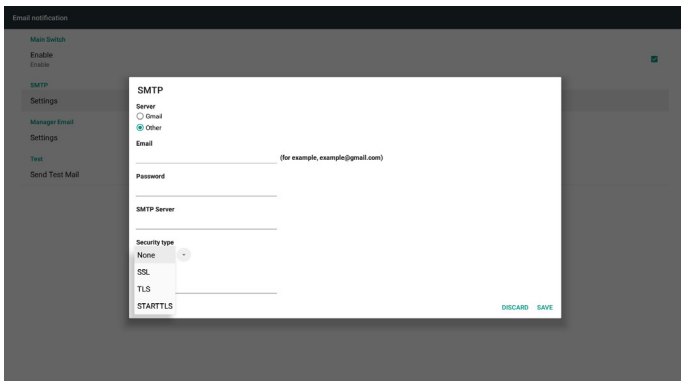 Email notification
Main Switch
Enable
Enable
SMTP
Settings
Manager Email
Settings
Test
Send Test Mail
SMTP
Server
Gmail
Other
Email
(for example, example@gmail.com)
Password
SMTP Server
Security type
None
SSL
TLS
STARTTLS
DISCARD SAVE